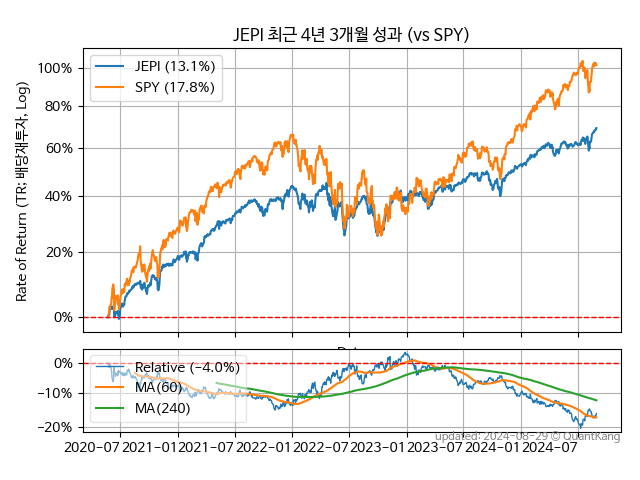 JEPI 최근 4년 3개월 성과 (vs SPY)
JEPI (13.1%)
SPY (17.8%)
100%
80%
60%
40%
20%
0%
Rate of Return (TR: 배당재투자, Log)
Relative (−4.0%)
MA(60)
MA(240)
0%
−10%
−20%
2020-07 2021-01 2021-07 2022-01 2022-07 2023-01 2023-07 2024-01 2024-07
updated: 2024-08-29 © QuantKang